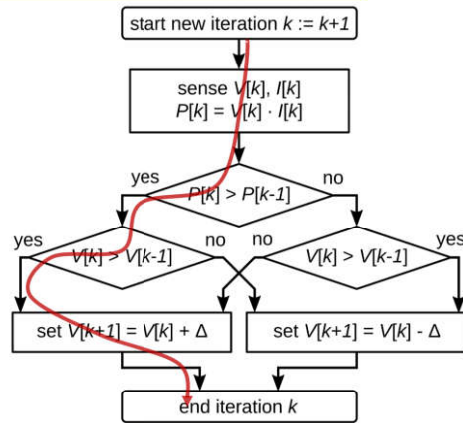 start new iteration k := k+1
sense V[k], I[k]
P[k] = V[k] · I[k]
yes
P[k] > P[k-1]
no
yes
V[k] > V[k-1]
no
no
V[k] > V[k-1]
yes
set V[k+1] = V[k] + Δ
set V[k+1] = V[k] - Δ
end iteration k